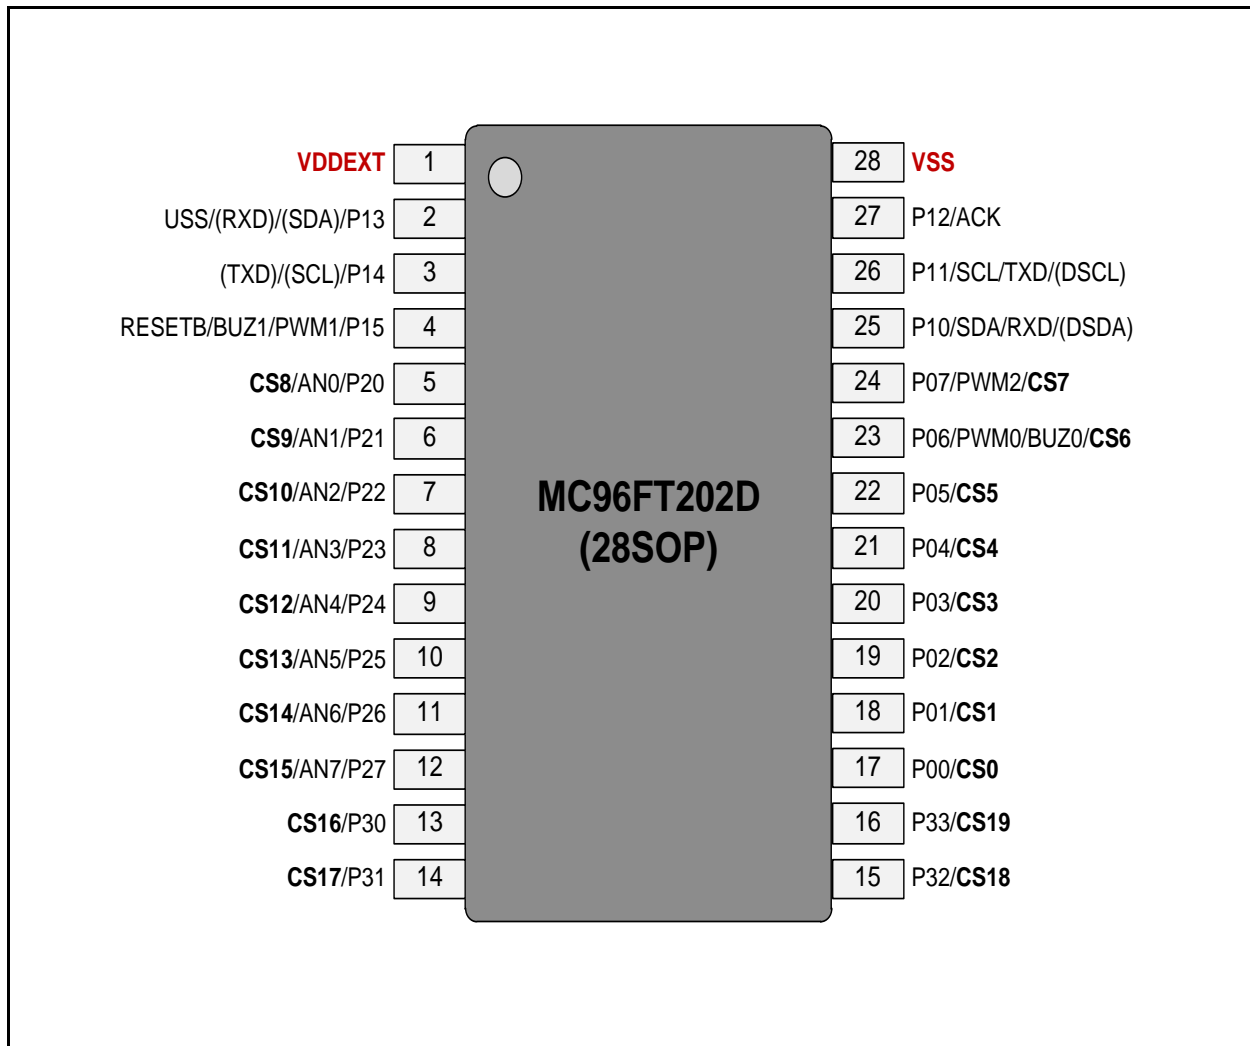 VDDEXT 1 28 VSS
USS/(RXD)/(SDA)/P13 2 27 P12/ACK
(TXD)/(SCL)/P14 3 26 P11/SCL/TXD/(DSCL)
RESETB/BUZ1/PWM1/P15 4 25 P10/SDA/RXD/(DSDA)
CS8/AN0/P20 5 24 P07/PWM2/CS7
CS9/AN1/P21 6 23 P06/PWM0/BUZ0/CS6
CS10/AN2/P22 7 22 P05/CS5
MC96FT202D
(28SOP)
CS11/AN3/P23 8 21 P04/CS4
CS12/AN4/P24 9 20 P03/CS3
CS13/AN5/P25 10 19 P02/CS2
CS14/AN6/P26 11 18 P01/CS1
CS15/AN7/P27 12 17 P00/CS0
CS16/P30 13 16 P33/CS19
CS17/P31 14 15 P32/CS18